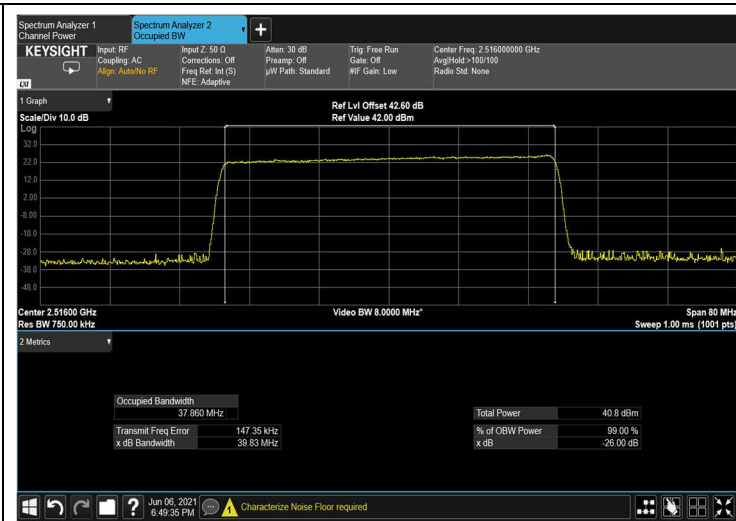 Spectrum Analyzer 1
Channel Power
Spectrum Analyzer 2
Occupied BW
+
KEYSIGHT
LXI
Input: RF
Coupling: AC
Align: Auto/No RF
Input Z: 50 Ω
Corrections: Off
Freq Ref: Int (S)
NFE: Adaptive
Atten: 30 dB
Preamp: Off
µW Path: Standard
Trig: Free Run
Gate: Off
#IF Gain: Low
Center Freq: 2.516000000 GHz
Avg|Hold:>100/100
Radio Std: None
1 Graph
Scale/Div 10.0 dB
Ref Lvl Offset 42.60 dB
Ref Value 42.00 dBm
Log
32.0
22.0
12.0
2.00
-8.00
-18.0
-28.0
-38.0
-48.0
Center 2.51600 GHz
Res BW 750.00 kHz
Video BW 8.0000 MHz*
Span 80 MHz
Sweep 1.00 ms (1001 pts)
2 Metrics
Occupied Bandwidth
37.860 MHz
Transmit Freq Error 147.35 kHz
x dB Bandwidth 39.83 MHz
Total Power 40.8 dBm
% of OBW Power 99.00 %
x dB -26.00 dB
?
Jun 06, 2021
6:49:35 PM
1
Characterize Noise Floor required